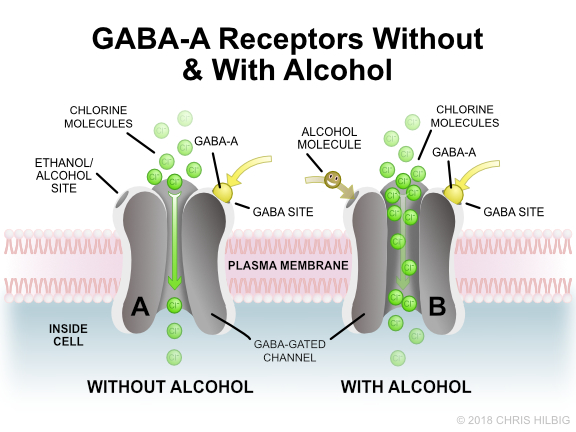 GABA-A Receptors Without
& With Alcohol
CHLORINE
MOLECULES
GABA-A
ETHANOL/
ALCOHOL
SITE
GABA SITE
ALCOHOL
MOLECULE
CHLORINE
MOLECULES
GABA-A
GABA SITE
PLASMA MEMBRANE
A
B
INSIDE
CELL
GABA-GATED
CHANNEL
WITHOUT ALCOHOL
WITH ALCOHOL
© 2018 CHRIS HILBIG